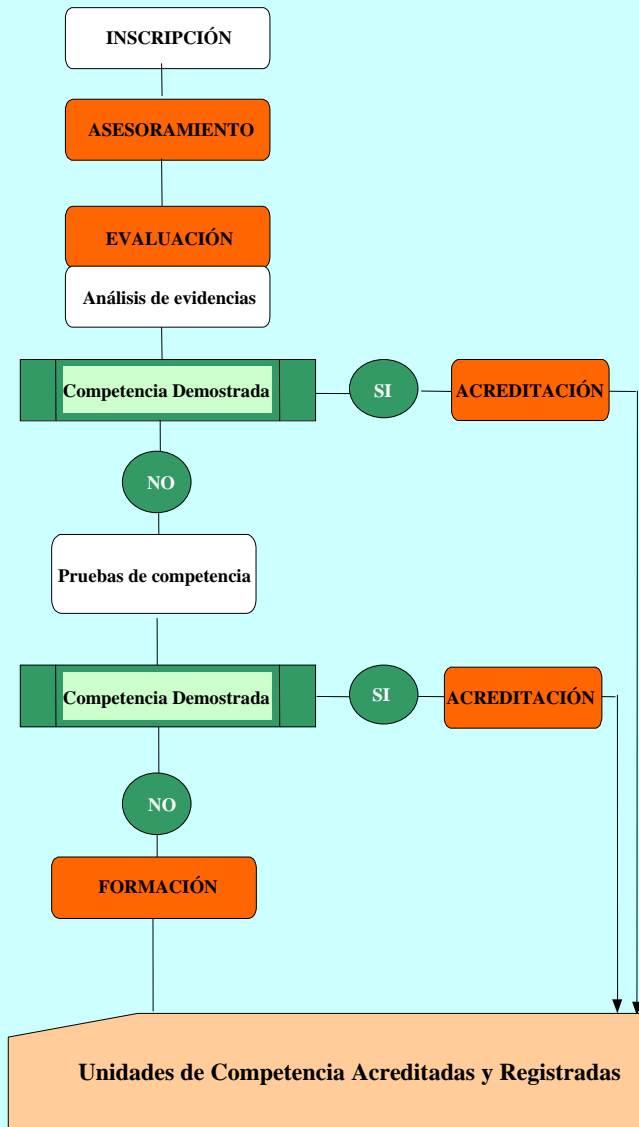 INSCRIPCIÓN
ASESORAMIENTO
EVALUACIÓN
Análisis de evidencias
Competencia Demostrada
SI
ACREDITACIÓN
NO
Pruebas de competencia
Competencia Demostrada
SI
ACREDITACIÓN
NO
FORMACIÓN
Unidades de Competencia Acreditadas y Registradas